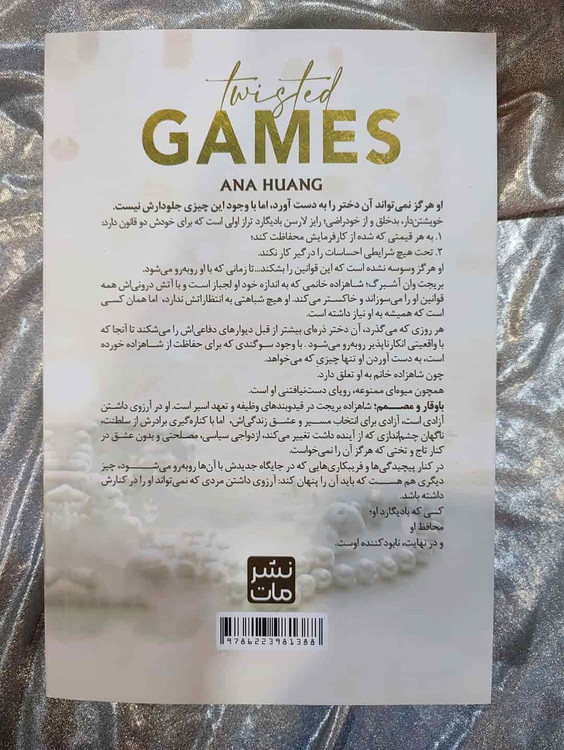 twisted
GAMES
ANA HUANG
او هرگز نمی‌تواند آن دختر را به دست آورد، اما با وجود این چیزی جلودارش نیست.
خویشتن‌دار، بدخلق و از خودراضی؛ رایز لارسن بادیگارد تراز اولی است که برای خودش دو قانون دارد:
۱. به هر قیمتی که شده از کارفرمایش محافظت کند؛
۲. تحت هیچ شرایطی احساسات را درگیر کار نکند.
او هرگز وسوسه نشده است که این قوانین را بشکند...تا زمانی که با او روبه‌رو می‌شود.
بریجت وان آشبرگ؛ شاهزاده خانمی که به اندازه خود او لجباز است و با آتش درونی‌اش همه
قوانین او را می‌سوزاند و خاکستر می‌کند. او هیچ شباهتی به انتظاراتش ندارد، اما همان کسی
است که همیشه به او نیاز داشته است.
هر روزی که می‌گذرد، آن دختر ذره‌ای بیشتر از قبل دیوارهای دفاعی‌اش را می‌شکند تا آنجا که
با واقعیتی انکارناپذیر روبه‌رو می‌شود. با وجود سوگندی که برای حفاظت از شاهزاده خورده
است، به دست آوردن او تنها چیزی که می‌خواهد.
چون شاهزاده خانم به او تعلق دارد.
همچون میوه‌ای ممنوعه، رویای دست‌نیافتنی او است.
باوقار و مصمم؛ شاهزاده بریجت در قیدوبندهای وظیفه و تعهد اسیر است. او در آرزوی داشتن
آزادی است، آزادی برای انتخاب مسیر و عشق زندگی‌اش. اما با کناره‌گیری برادرش از سلطنت،
ناگهان چشم‌اندازی که از آینده داشت تغییر می‌کند، ازدواجی سیاسی، مصلحتی و بدون عشق در
کنار تاج و تختی که هرگز آن را نمی‌خواست.
در کنار پیچیدگی‌ها و فریبکاری‌هایی که در جایگاه جدیدش با آن‌ها روبه‌رو می‌شود، چیز
دیگری هم هست که باید آن را پنهان کند: آرزوی داشتن مردی که نمی‌تواند او را در کنارش
داشته باشد.
کسی که بادیگارد او؛
محافظ او
و در نهایت، نابودکننده اوست.
نشر
مات
9786223981388